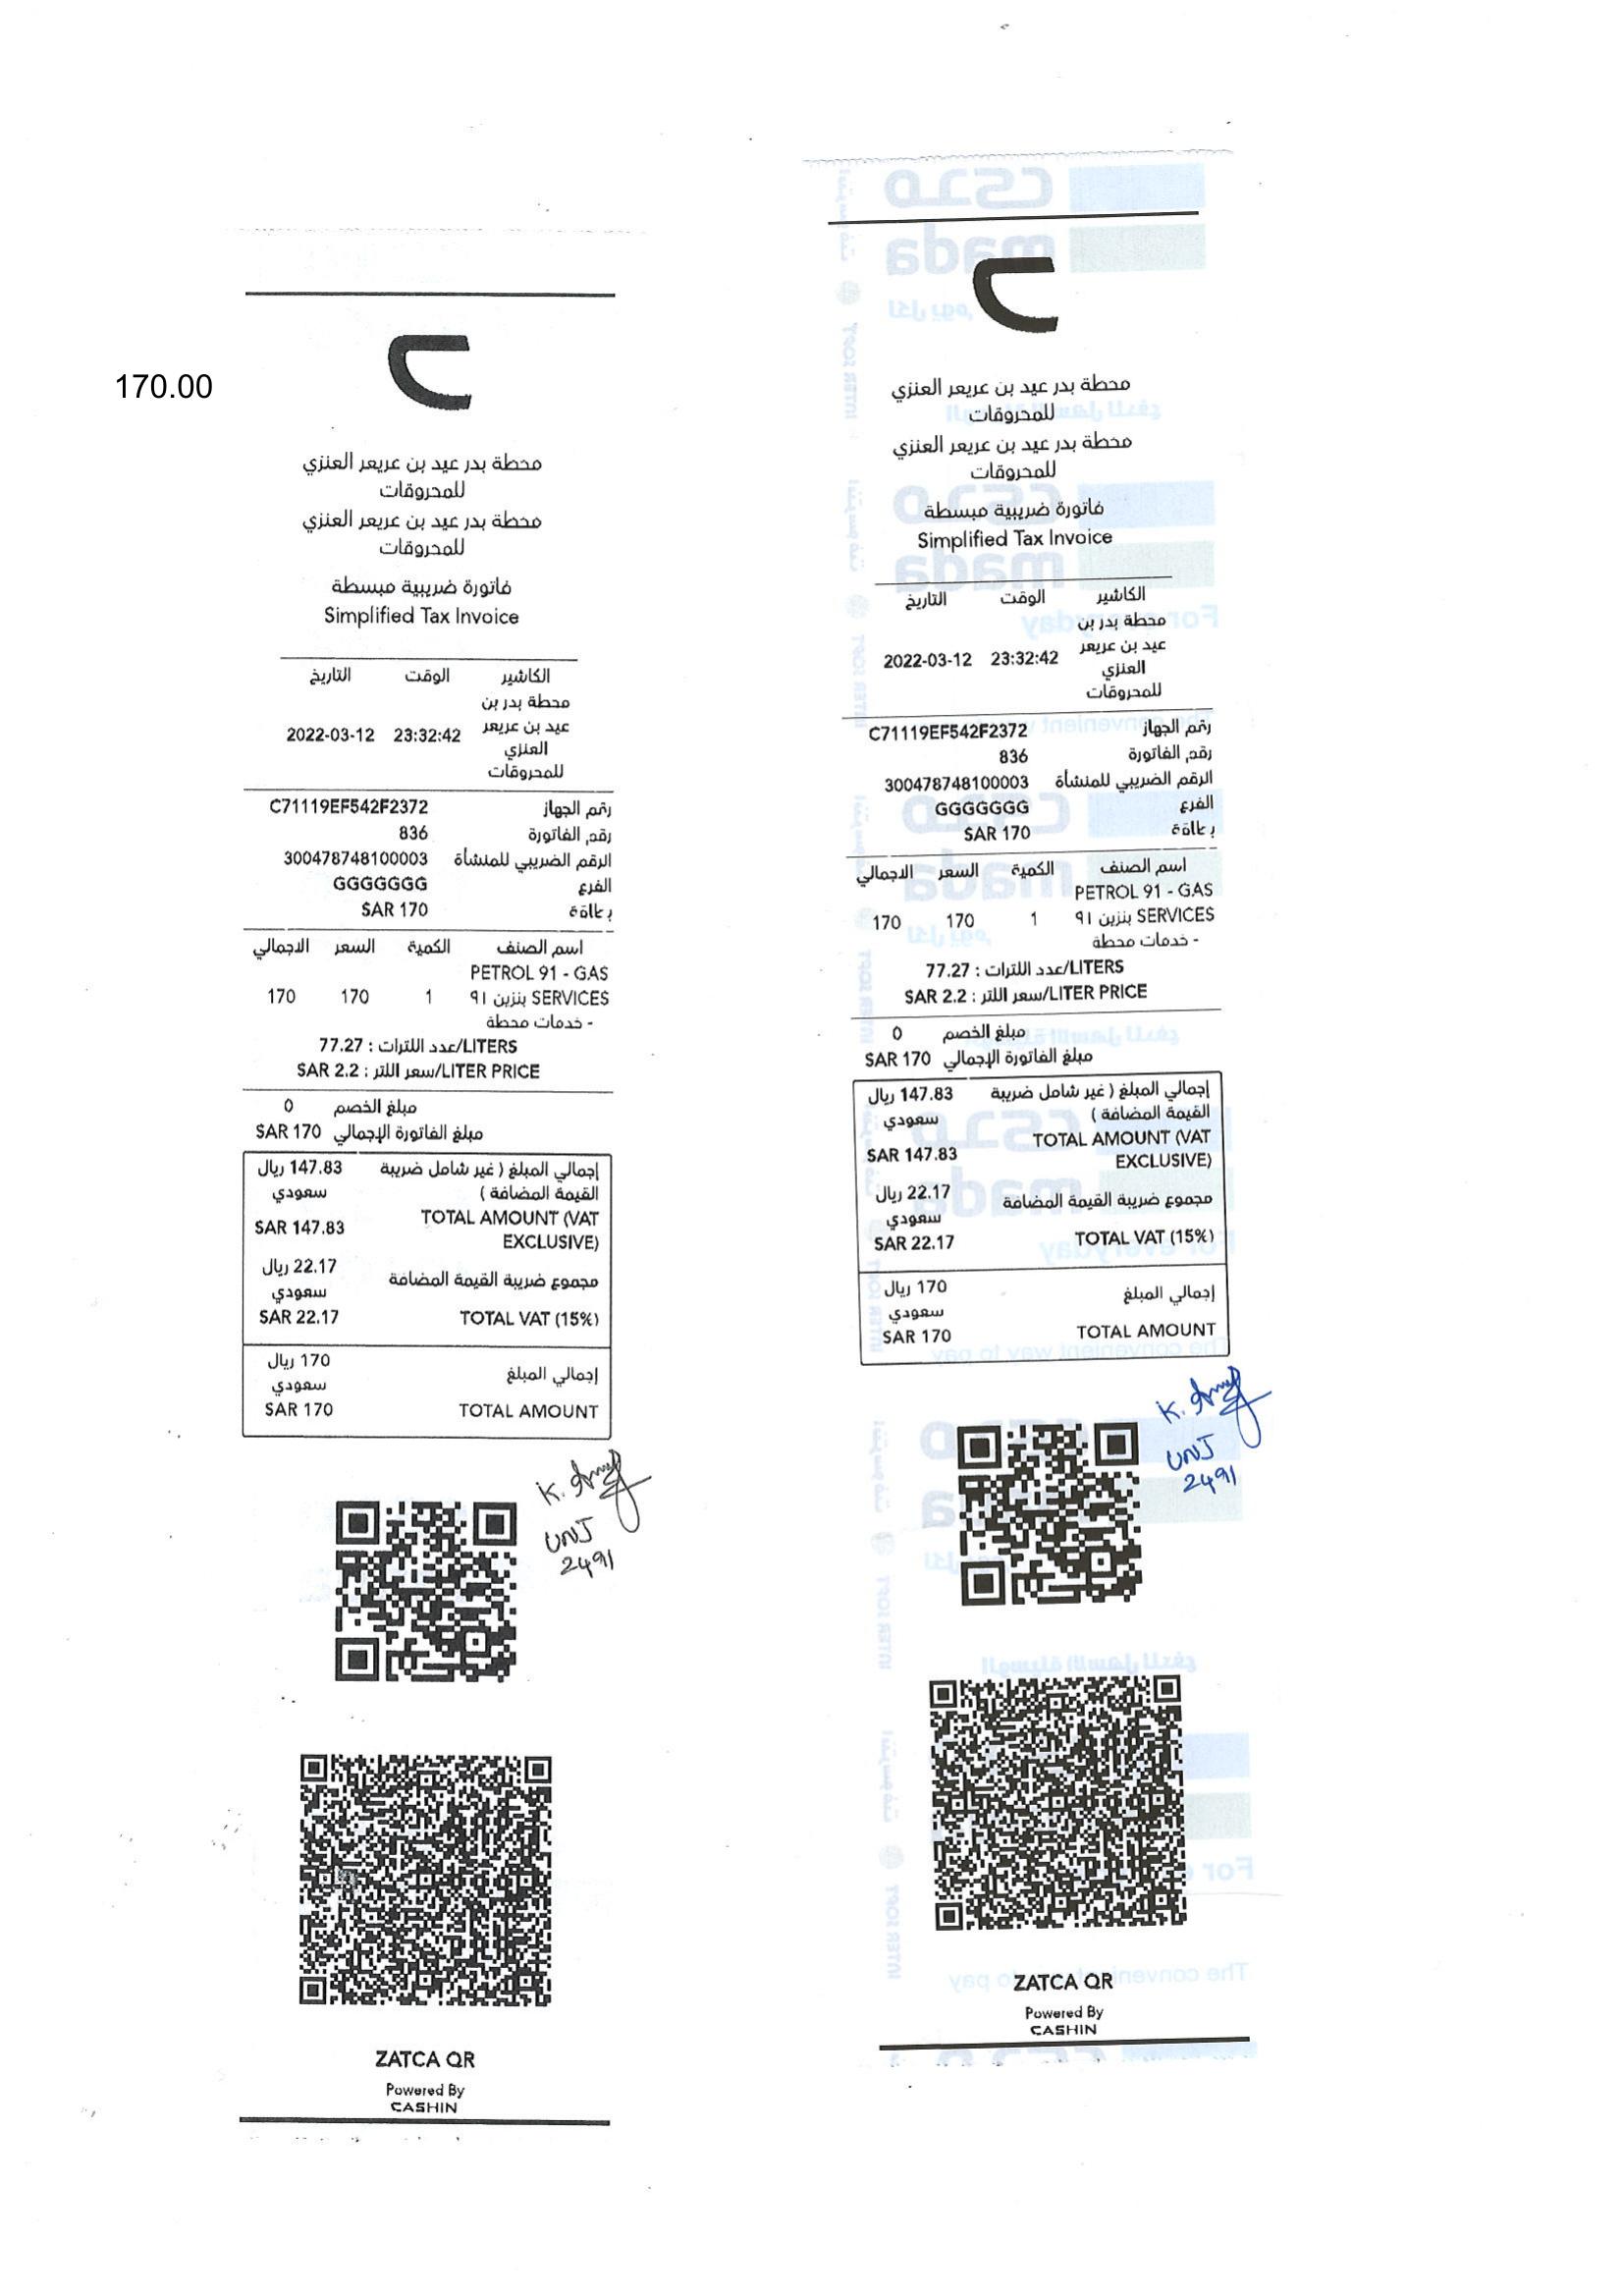 170.00
محطة بدر عيد بن عريعر العنزي
للمحروقات
محطة بدر عيد بن عريعر العنزي
للمحروقات
فاتورة ضريبية مبسطة
Simplified Tax Invoice
الكاشير الوقت التاريخ
محطة بدر بن
عيد بن عريعر 23:32:42 2022-03-12
العنزي
للمحروقات
رقم الجهاز C71119EF542F2372
رقم الفاتورة 836
الرقم الضريبي للمنشأة 300478748100003
الفرع GGGGGGG
بطاقة SAR 170
اسم الصنف الكمية السعر الاجمالي
PETROL 91 - GAS
SERVICES بنزين ٩١ 1 170 170
- خدمات محطة
LITERS/عدد اللترات : 77.27
LITER PRICE/سعر اللتر : SAR 2.2
مبلغ الخصم 0
مبلغ الفاتورة الإجمالي SAR 170
إجمالي المبلغ ( غير شامل ضريبة 147.83 ريال
القيمة المضافة ) سعودي
TOTAL AMOUNT (VAT
EXCLUSIVE) SAR 147.83
مجموع ضريبة القيمة المضافة 22.17 ريال
سعودي
TOTAL VAT (15%) SAR 22.17
إجمالي المبلغ 170 ريال
سعودي
TOTAL AMOUNT SAR 170
UNJ
2491
ZATCA QR
Powered By
CASHIN
محطة بدر عيد بن عريعر العنزي
للمحروقات
محطة بدر عيد بن عريعر العنزي
للمحروقات
فاتورة ضريبية مبسطة
Simplified Tax Invoice
الكاشير الوقت التاريخ
محطة بدر بن
عيد بن عريعر 23:32:42 2022-03-12
العنزي
للمحروقات
رقم الجهاز C71119EF542F2372
رقم الفاتورة 836
الرقم الضريبي للمنشأة 300478748100003
الفرع GGGGGGG
بطاقة SAR 170
اسم الصنف الكمية السعر الاجمالي
PETROL 91 - GAS
SERVICES بنزين ٩١ 1 170 170
- خدمات محطة
LITERS/عدد اللترات : 77.27
LITER PRICE/سعر اللتر : SAR 2.2
مبلغ الخصم 0
مبلغ الفاتورة الإجمالي SAR 170
إجمالي المبلغ ( غير شامل ضريبة 147.83 ريال
القيمة المضافة ) سعودي
TOTAL AMOUNT (VAT
EXCLUSIVE) SAR 147.83
مجموع ضريبة القيمة المضافة 22.17 ريال
سعودي
TOTAL VAT (15%) SAR 22.17
إجمالي المبلغ 170 ريال
سعودي
TOTAL AMOUNT SAR 170
UNJ
2491
ZATCA QR
Powered By
CASHIN